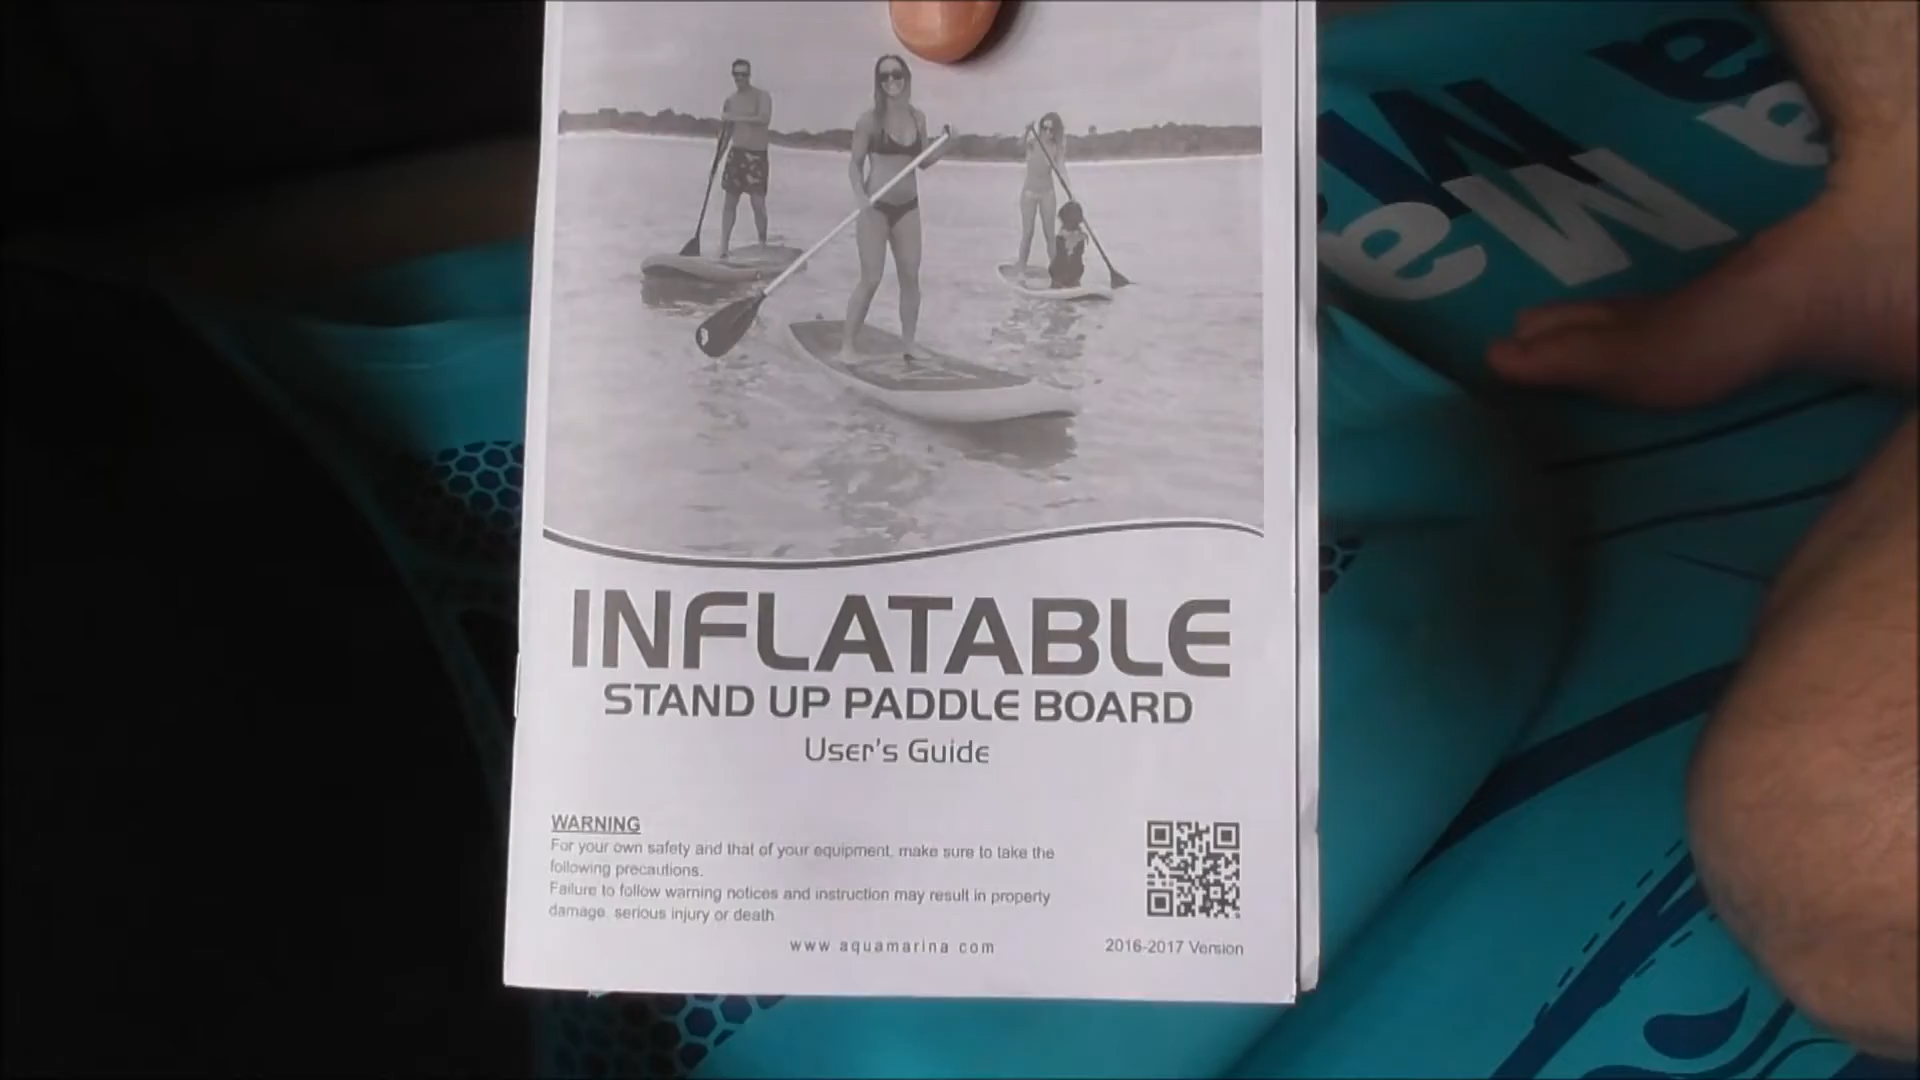 INFLATABLE
STAND UP PADDLE BOARD
User's Guide
WARNING
For your own safety and that of your equipment, make sure to take the
following precautions.
Failure to follow warning notices and instruction may result in property
damage, serious injury or death
www aquamarina com
2016-2017 Version